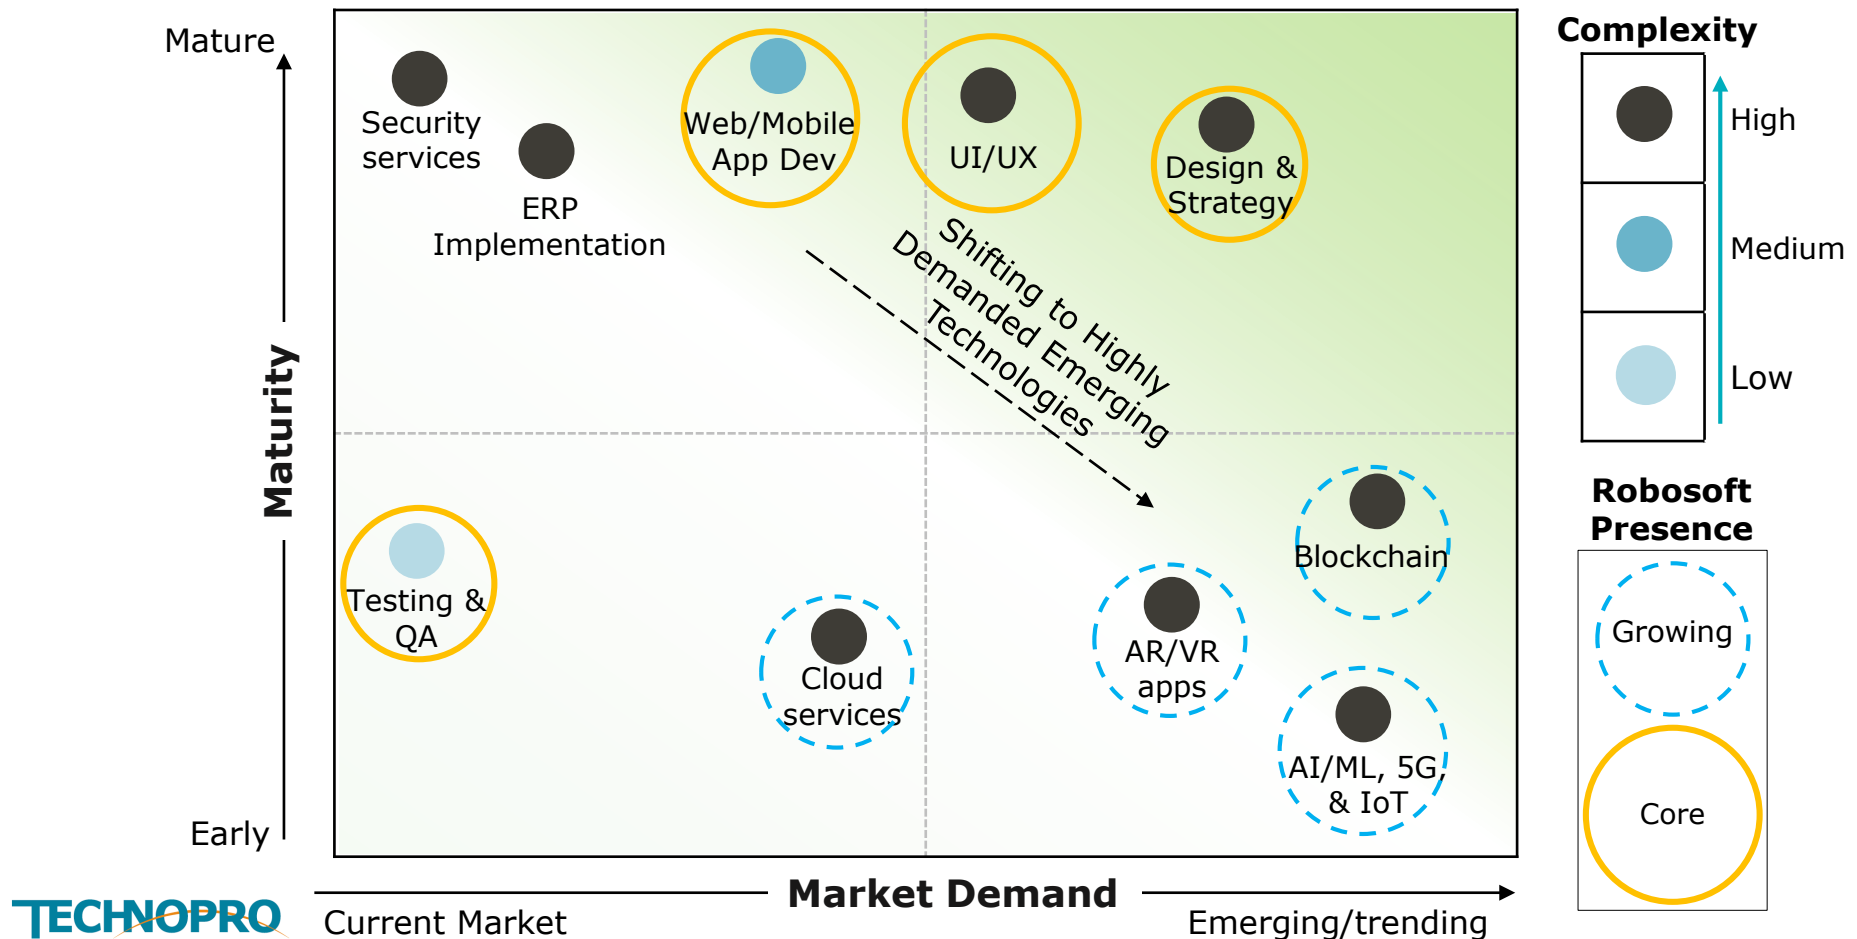 Mature
Maturity
Early
Security
services
ERP
Implementation
Web/Mobile
App Dev
UI/UX
Design &
Strategy
Shifting to Highly
Demanded Emerging
Technologies
Testing &
QA
Cloud
services
AR/VR
apps
Blockchain
AI/ML, 5G,
& IoT
Complexity
High
Medium
Low
Robosoft
Presence
Growing
Core
TECHNOPRO
Current Market
Market Demand
Emerging/trending